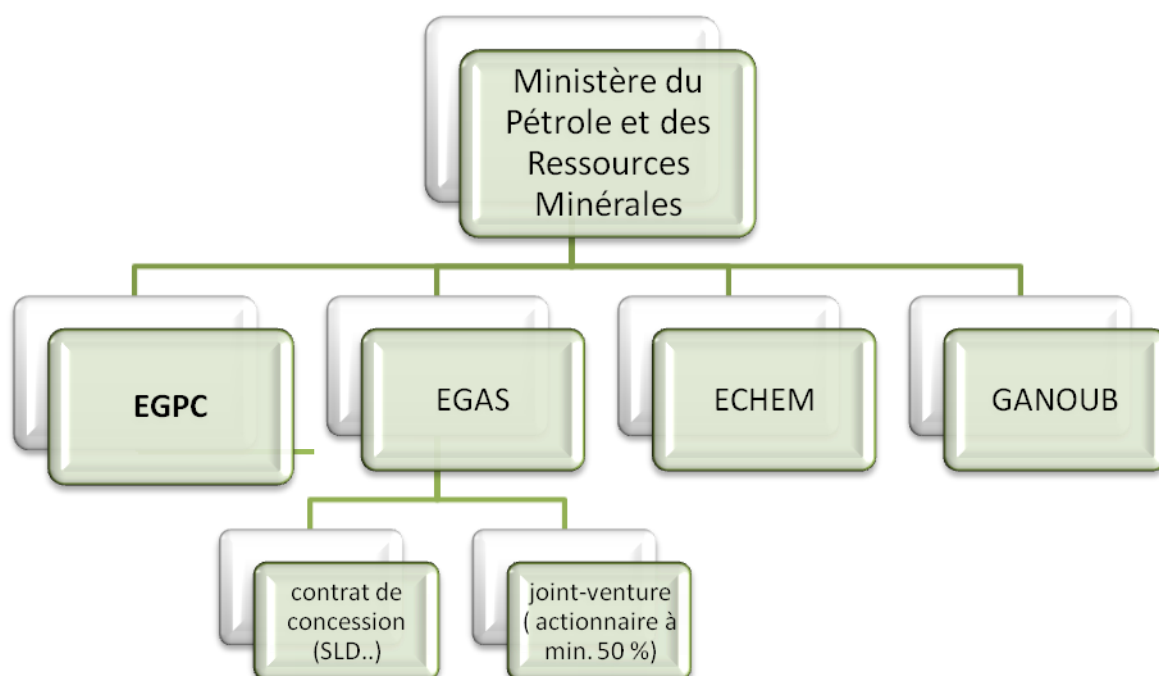 Ministère du
Pétrole et des
Ressources
Minérales
EGPC
EGAS
ECHEM
GANOUB
contrat de
concession
(SLD..)
joint-venture
( actionnaire à
min. 50 %)